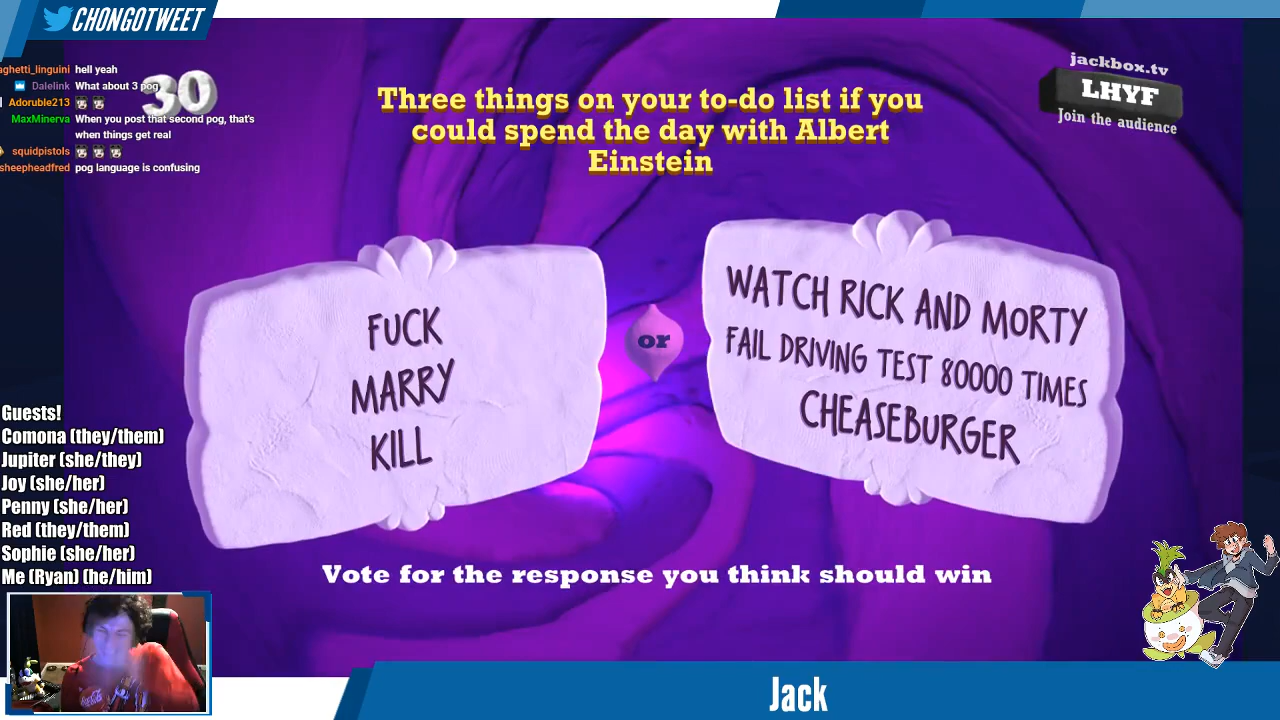 CHONGOTWEET
aghetti_linguini hell yeah
Dalelink What about 3 pog
Adoruble213
MaxMinerva When you post that second pog, that's
when things get real
squidpistols
sheepheadfred pog language is confusing
30
Three things on your to-do list if you
could spend the day with Albert
Einstein
jackbox.tv
LHYF
Join the audience
FUCK
MARRY
KILL
or
WATCH RICK AND MORTY
FAIL DRIVING TEST 80000 TIMES
CHEASEBURGER
Vote for the response you think should win
Guests!
Comona (they/them)
Jupiter (she/they)
Joy (she/her)
Penny (she/her)
Red (they/them)
Sophie (she/her)
Me (Ryan) (he/him)
Jack